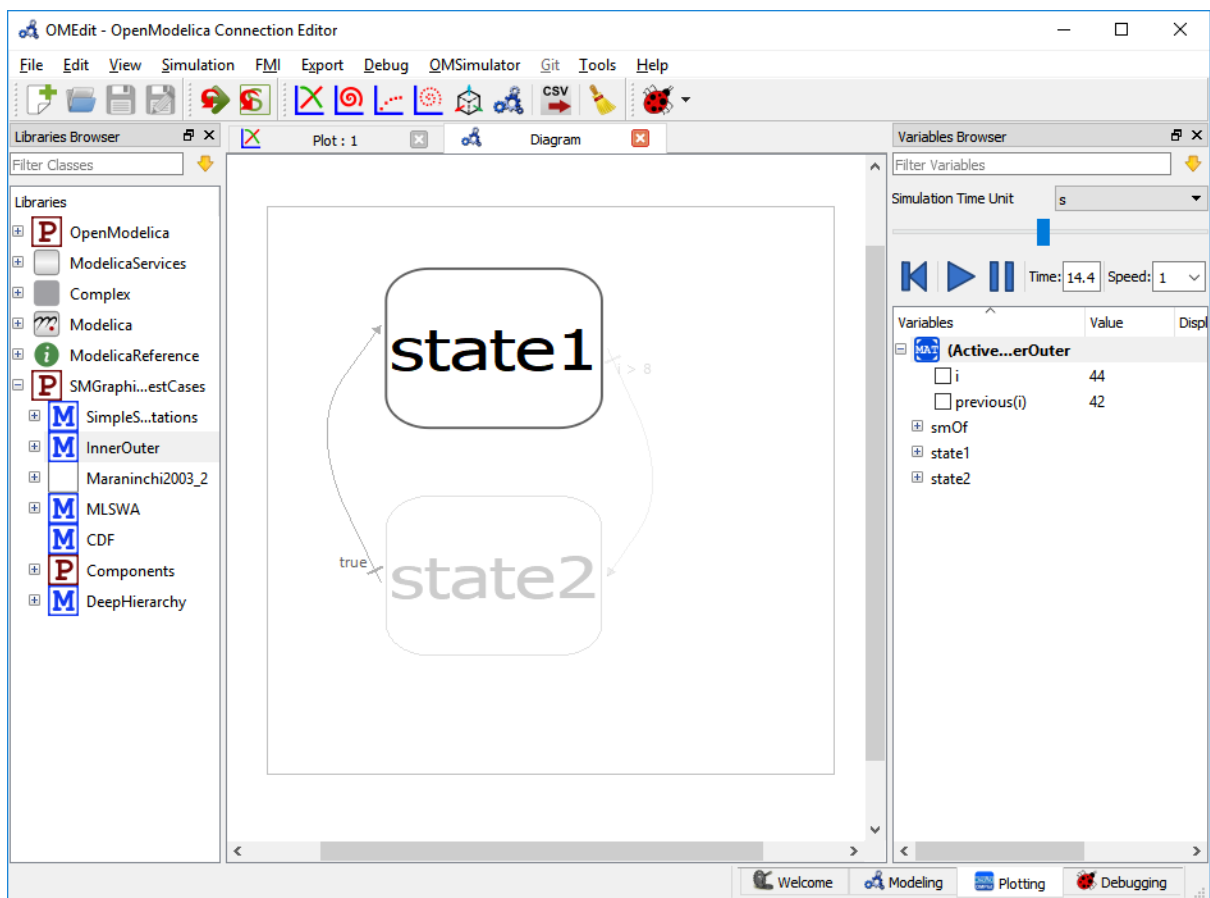 OMEdit - OpenModelica Connection Editor
File Edit View Simulation FMI Export Debug OMSimulator Git Tools Help
CSV
Libraries Browser
Filter Classes
Libraries
P OpenModelica
ModelicaServices
Complex
Modelica
i ModelicaReference
P SMGraphi...estCases
M SimpleS...tations
M InnerOuter
Maraninchi2003_2
M MLSWA
M CDF
P Components
M DeepHierarchy
Plot : 1
Diagram
state1
i > 8
true
state2
Variables Browser
Filter Variables
Simulation Time Unit s
Time: 14.4 Speed: 1
Variables Value Displ
MAT (Active...erOuter
i 44
previous(i) 42
smOf
state1
state2
Welcome Modeling Plotting Debugging